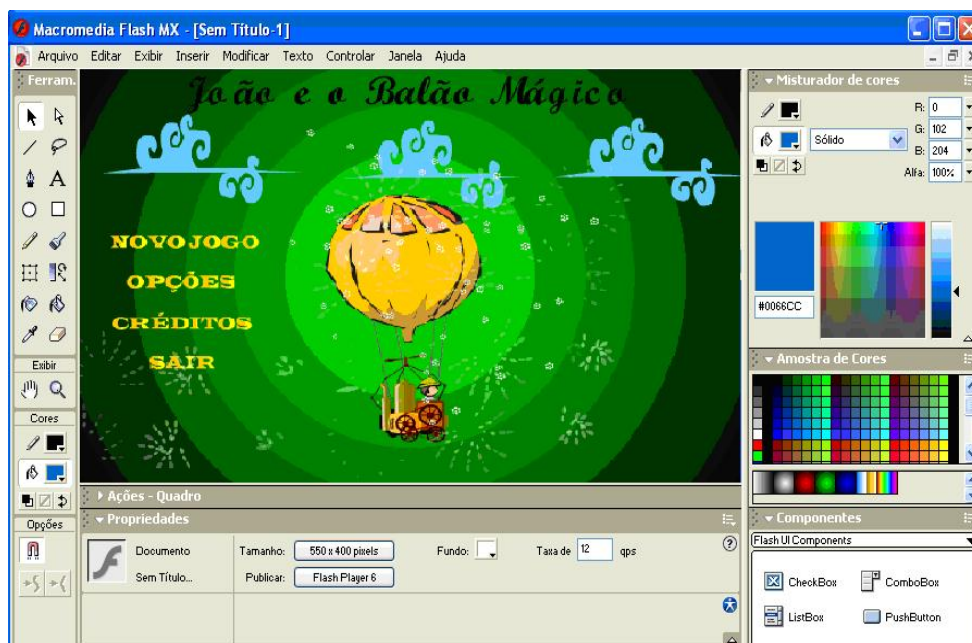 Macromedia Flash MX - [Sem Título-1]
Arquivo Editar Exibir Inserir Modificar Texto Controlar Janela Ajuda
Ferram.
Exibir
Cores
Opções
João e o Balão Mágico
NOVO JOGO
OPÇÕES
CRÉDITOS
SAIR
Ações - Quadro
Propriedades
Documento
Sem Título...
Tamanho: 550 x 400 pixels
Publicar: Flash Player 6
Fundo:
Taxa de 12 qps
Misturador de cores
Sólido
R: 0
G: 102
B: 204
Alfa: 100%
#0066CC
Amostra de Cores
Componentes
Flash UI Components
CheckBox ComboBox
ListBox PushButton